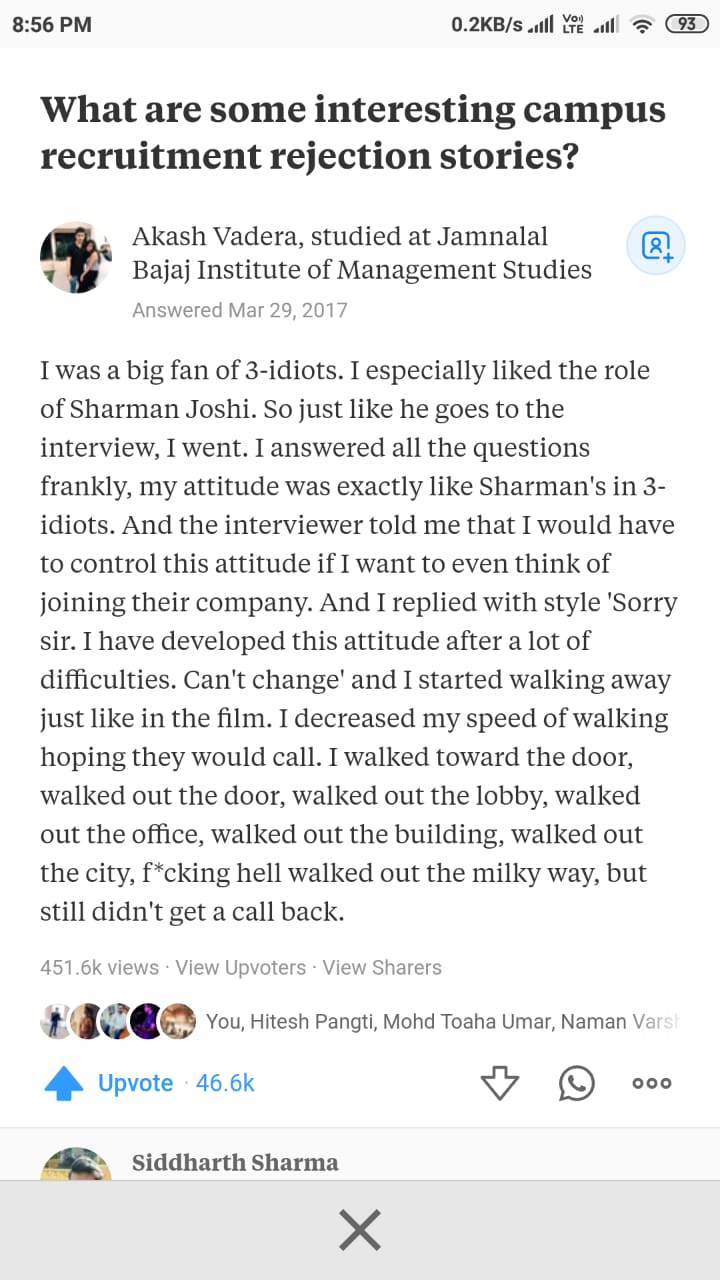 8:56 PM 0.2KB/s Vo)) LTE 93
What are some interesting campus
recruitment rejection stories?
Akash Vadera, studied at Jamnalal
Bajaj Institute of Management Studies
Answered Mar 29, 2017
I was a big fan of 3-idiots. I especially liked the role
of Sharman Joshi. So just like he goes to the
interview, I went. I answered all the questions
frankly, my attitude was exactly like Sharman's in 3-
idiots. And the interviewer told me that I would have
to control this attitude if I want to even think of
joining their company. And I replied with style 'Sorry
sir. I have developed this attitude after a lot of
difficulties. Can't change' and I started walking away
just like in the film. I decreased my speed of walking
hoping they would call. I walked toward the door,
walked out the door, walked out the lobby, walked
out the office, walked out the building, walked out
the city, f*cking hell walked out the milky way, but
still didn't get a call back.
451.6k views · View Upvoters · View Sharers
You, Hitesh Pangti, Mohd Toaha Umar, Naman Varsh
Upvote · 46.6k
Siddharth Sharma